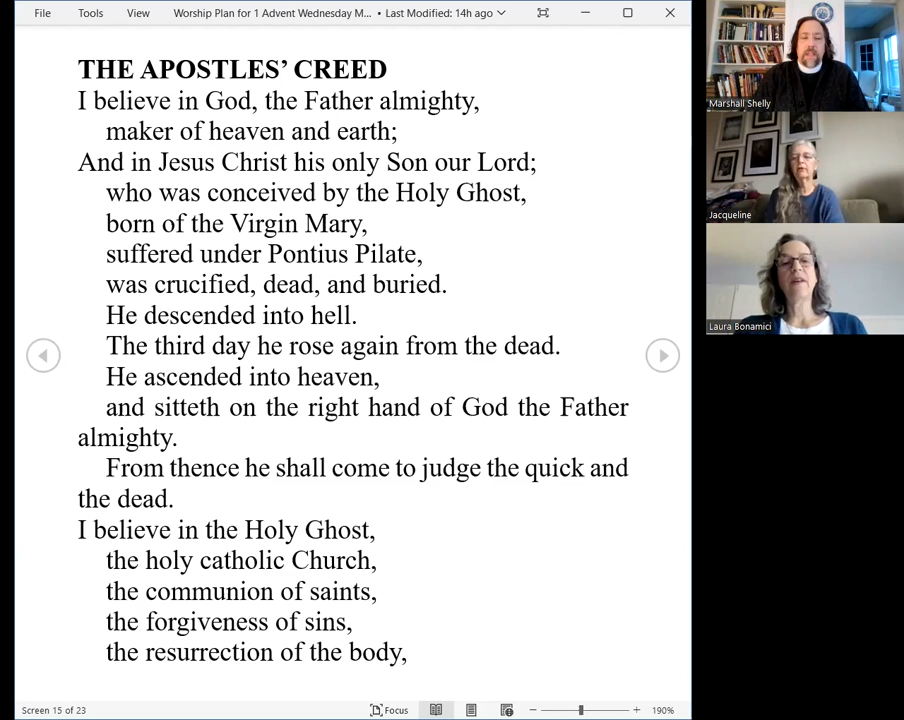 File Tools View Worship Plan for 1 Advent Wednesday M... • Last Modified: 14h ago
THE APOSTLES’ CREED
I believe in God, the Father almighty,
maker of heaven and earth;
And in Jesus Christ his only Son our Lord;
who was conceived by the Holy Ghost,
born of the Virgin Mary,
suffered under Pontius Pilate,
was crucified, dead, and buried.
He descended into hell.
The third day he rose again from the dead.
He ascended into heaven,
and sitteth on the right hand of God the Father
almighty.
From thence he shall come to judge the quick and
the dead.
I believe in the Holy Ghost,
the holy catholic Church,
the communion of saints,
the forgiveness of sins,
the resurrection of the body,
Screen 15 of 23 Focus 190%
Marshall Shelly
Jacqueline
Laura Bonamici